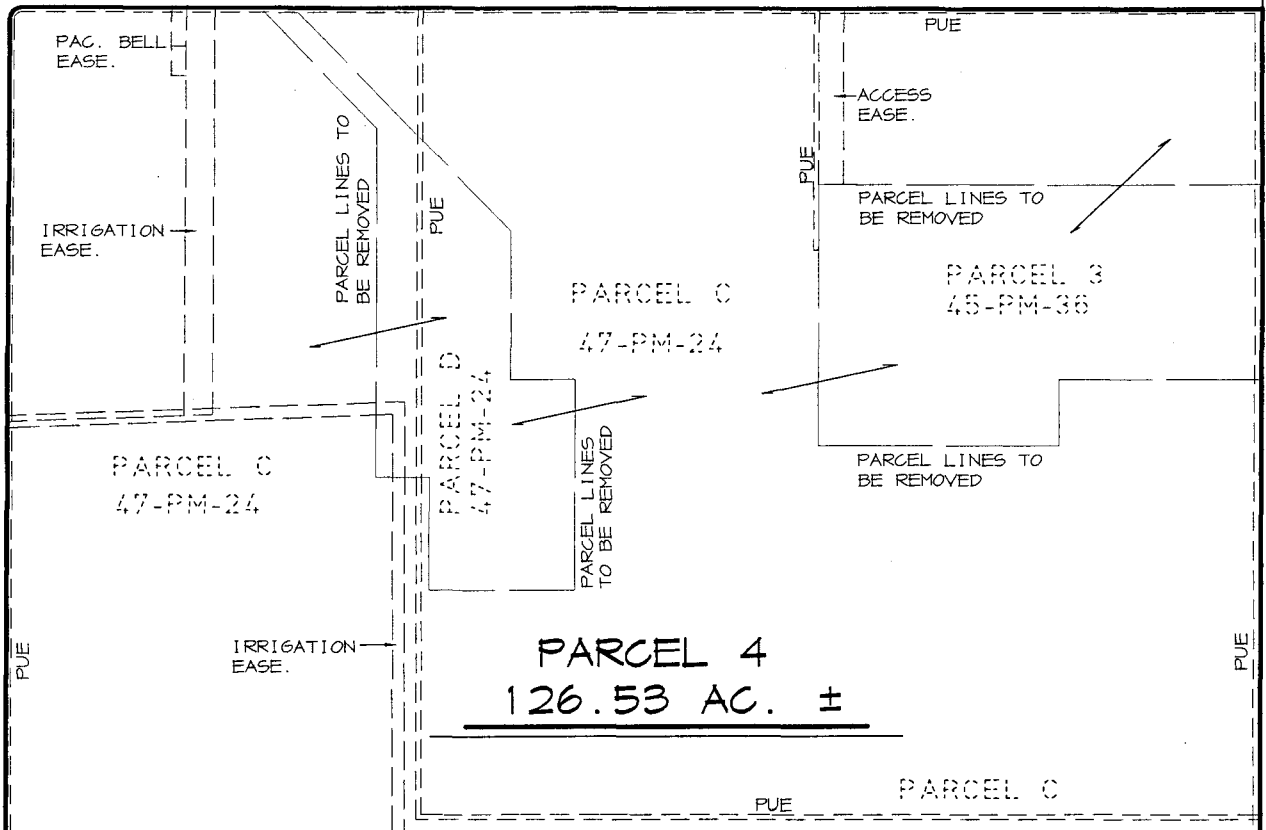 PAC. BELL
EASE.
PUE
ACCESS
EASE.
PARCEL LINES TO
BE REMOVED
PUE
PUE
PARCEL LINES TO
BE REMOVED
IRRIGATION
EASE.
PARCEL C
47-PM-24
PARCEL 3
45-PM-36
PARCEL D
47-PM-24
PARCEL LINES
TO BE REMOVED
PARCEL C
47-PM-24
PARCEL LINES TO
BE REMOVED
PUE
IRRIGATION
EASE.
PARCEL 4
126.53 AC. ±
PUE
PARCEL C
PUE